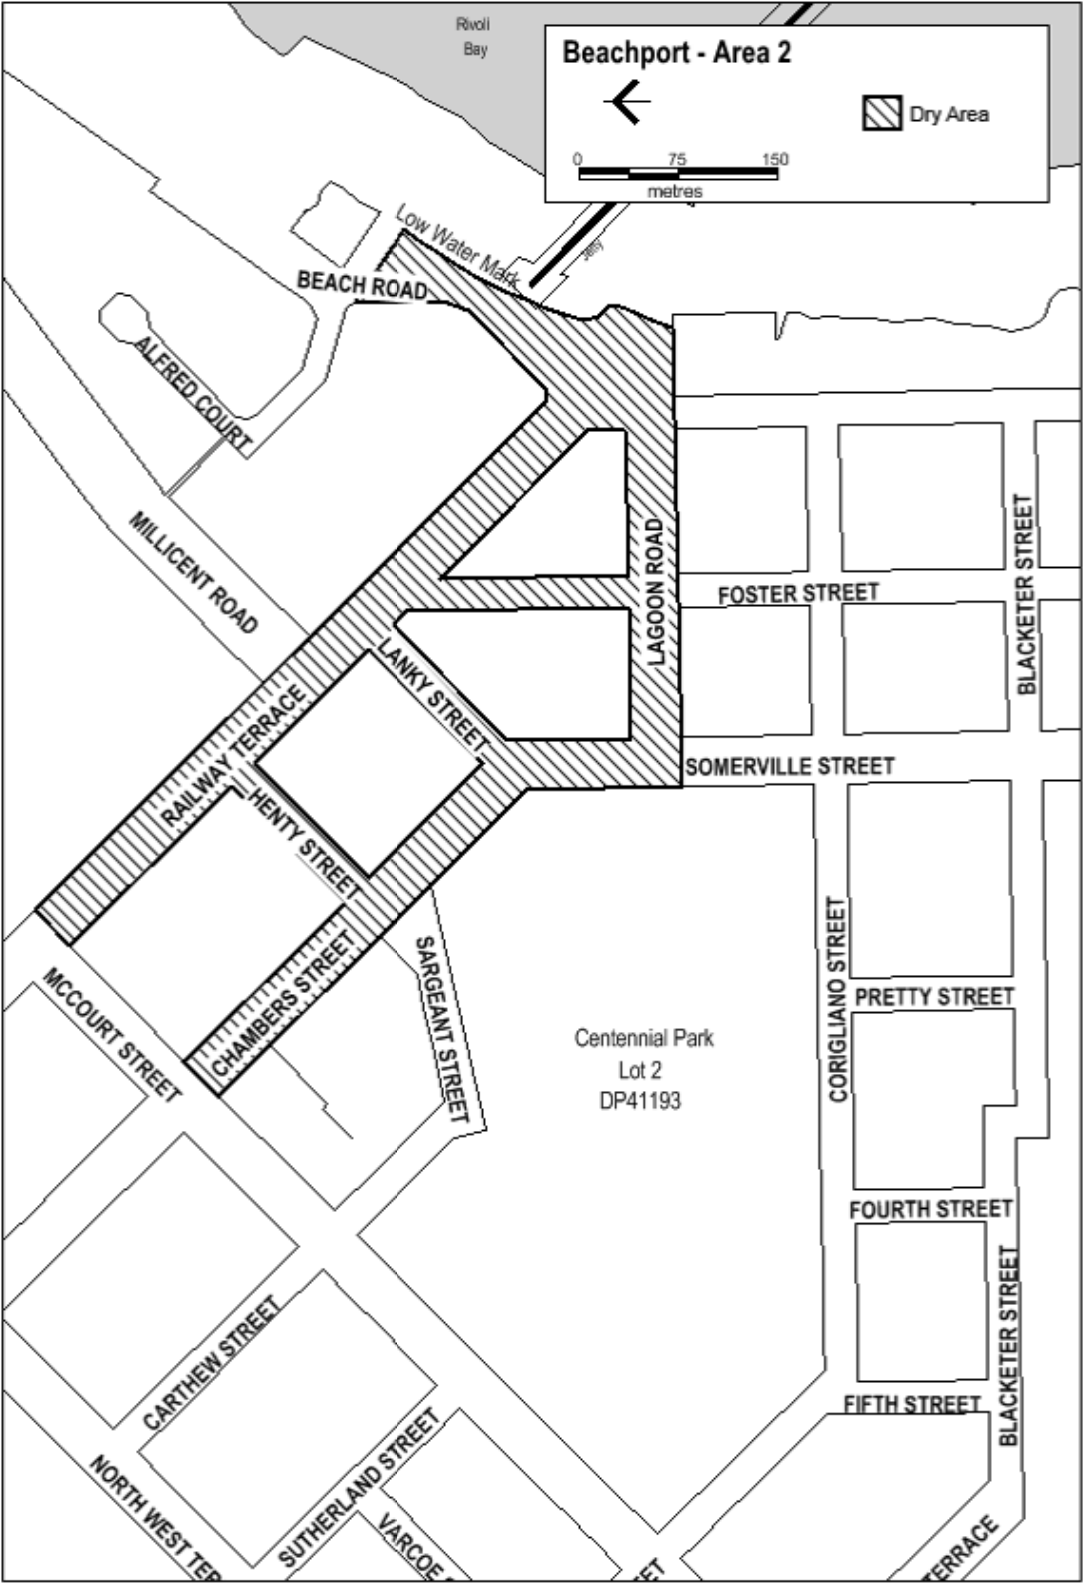 Rivoli
Bay
Beachport - Area 2
Dry Area
0 75 150
metres
Low Water Mark
Jetty
BEACH ROAD
ALFRED COURT
MILLICENT ROAD
LAGOON ROAD
FOSTER STREET
BLACKETER STREET
LANKY STREET
RAILWAY TERRACE
HENTY STREET
SOMERVILLE STREET
CHAMBERS STREET
SARGEANT STREET
MCCOURT STREET
CORIGLIANO STREET
PRETTY STREET
Centennial Park
Lot 2
DP41193
FOURTH STREET
BLACKETER STREET
FIFTH STREET
CARTHEW STREET
SUTHERLAND STREET
NORTH WEST TER
VARCOE
ET
TERRACE